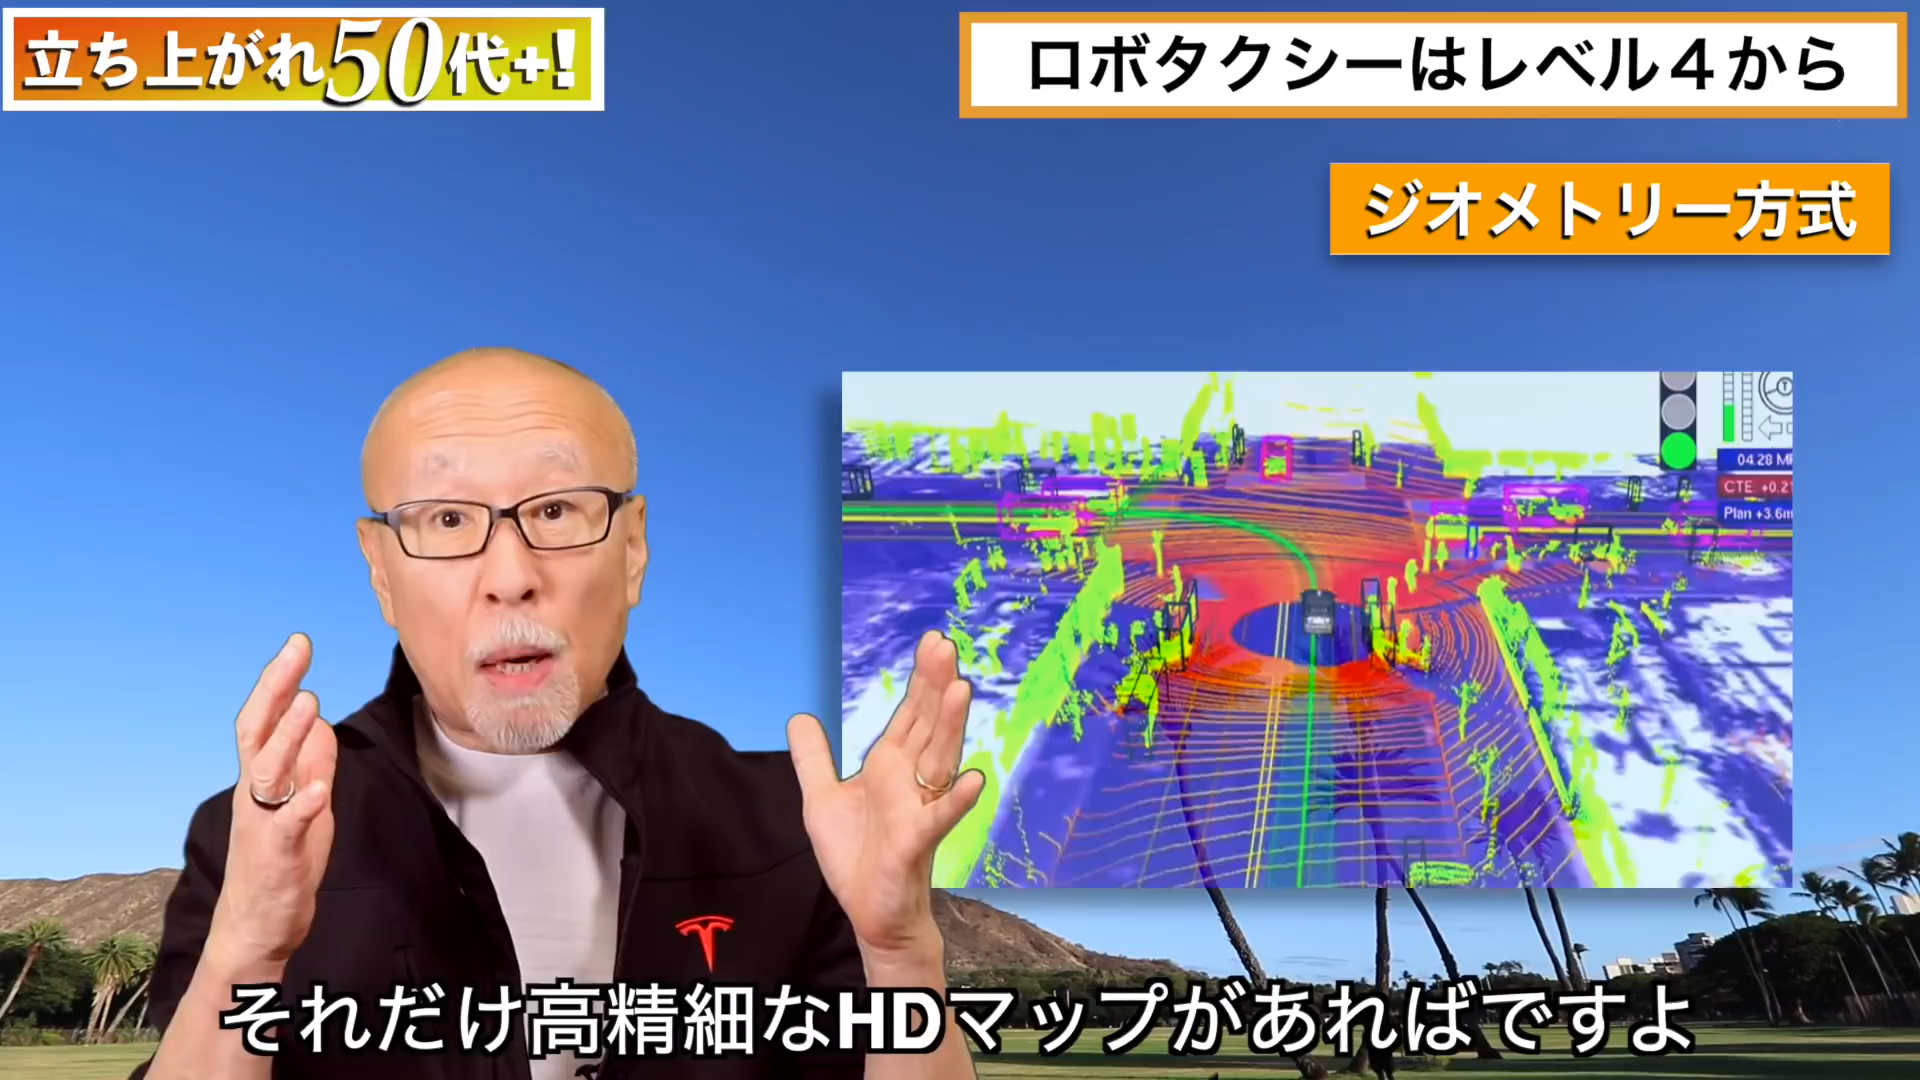 立ち上がれ50代+!
ロボタクシーはレベル4から
ジオメトリー方式
04.28 M
CTE +0.2
Plan +3.6m
それだけ高精細なHDマップがあればですよ